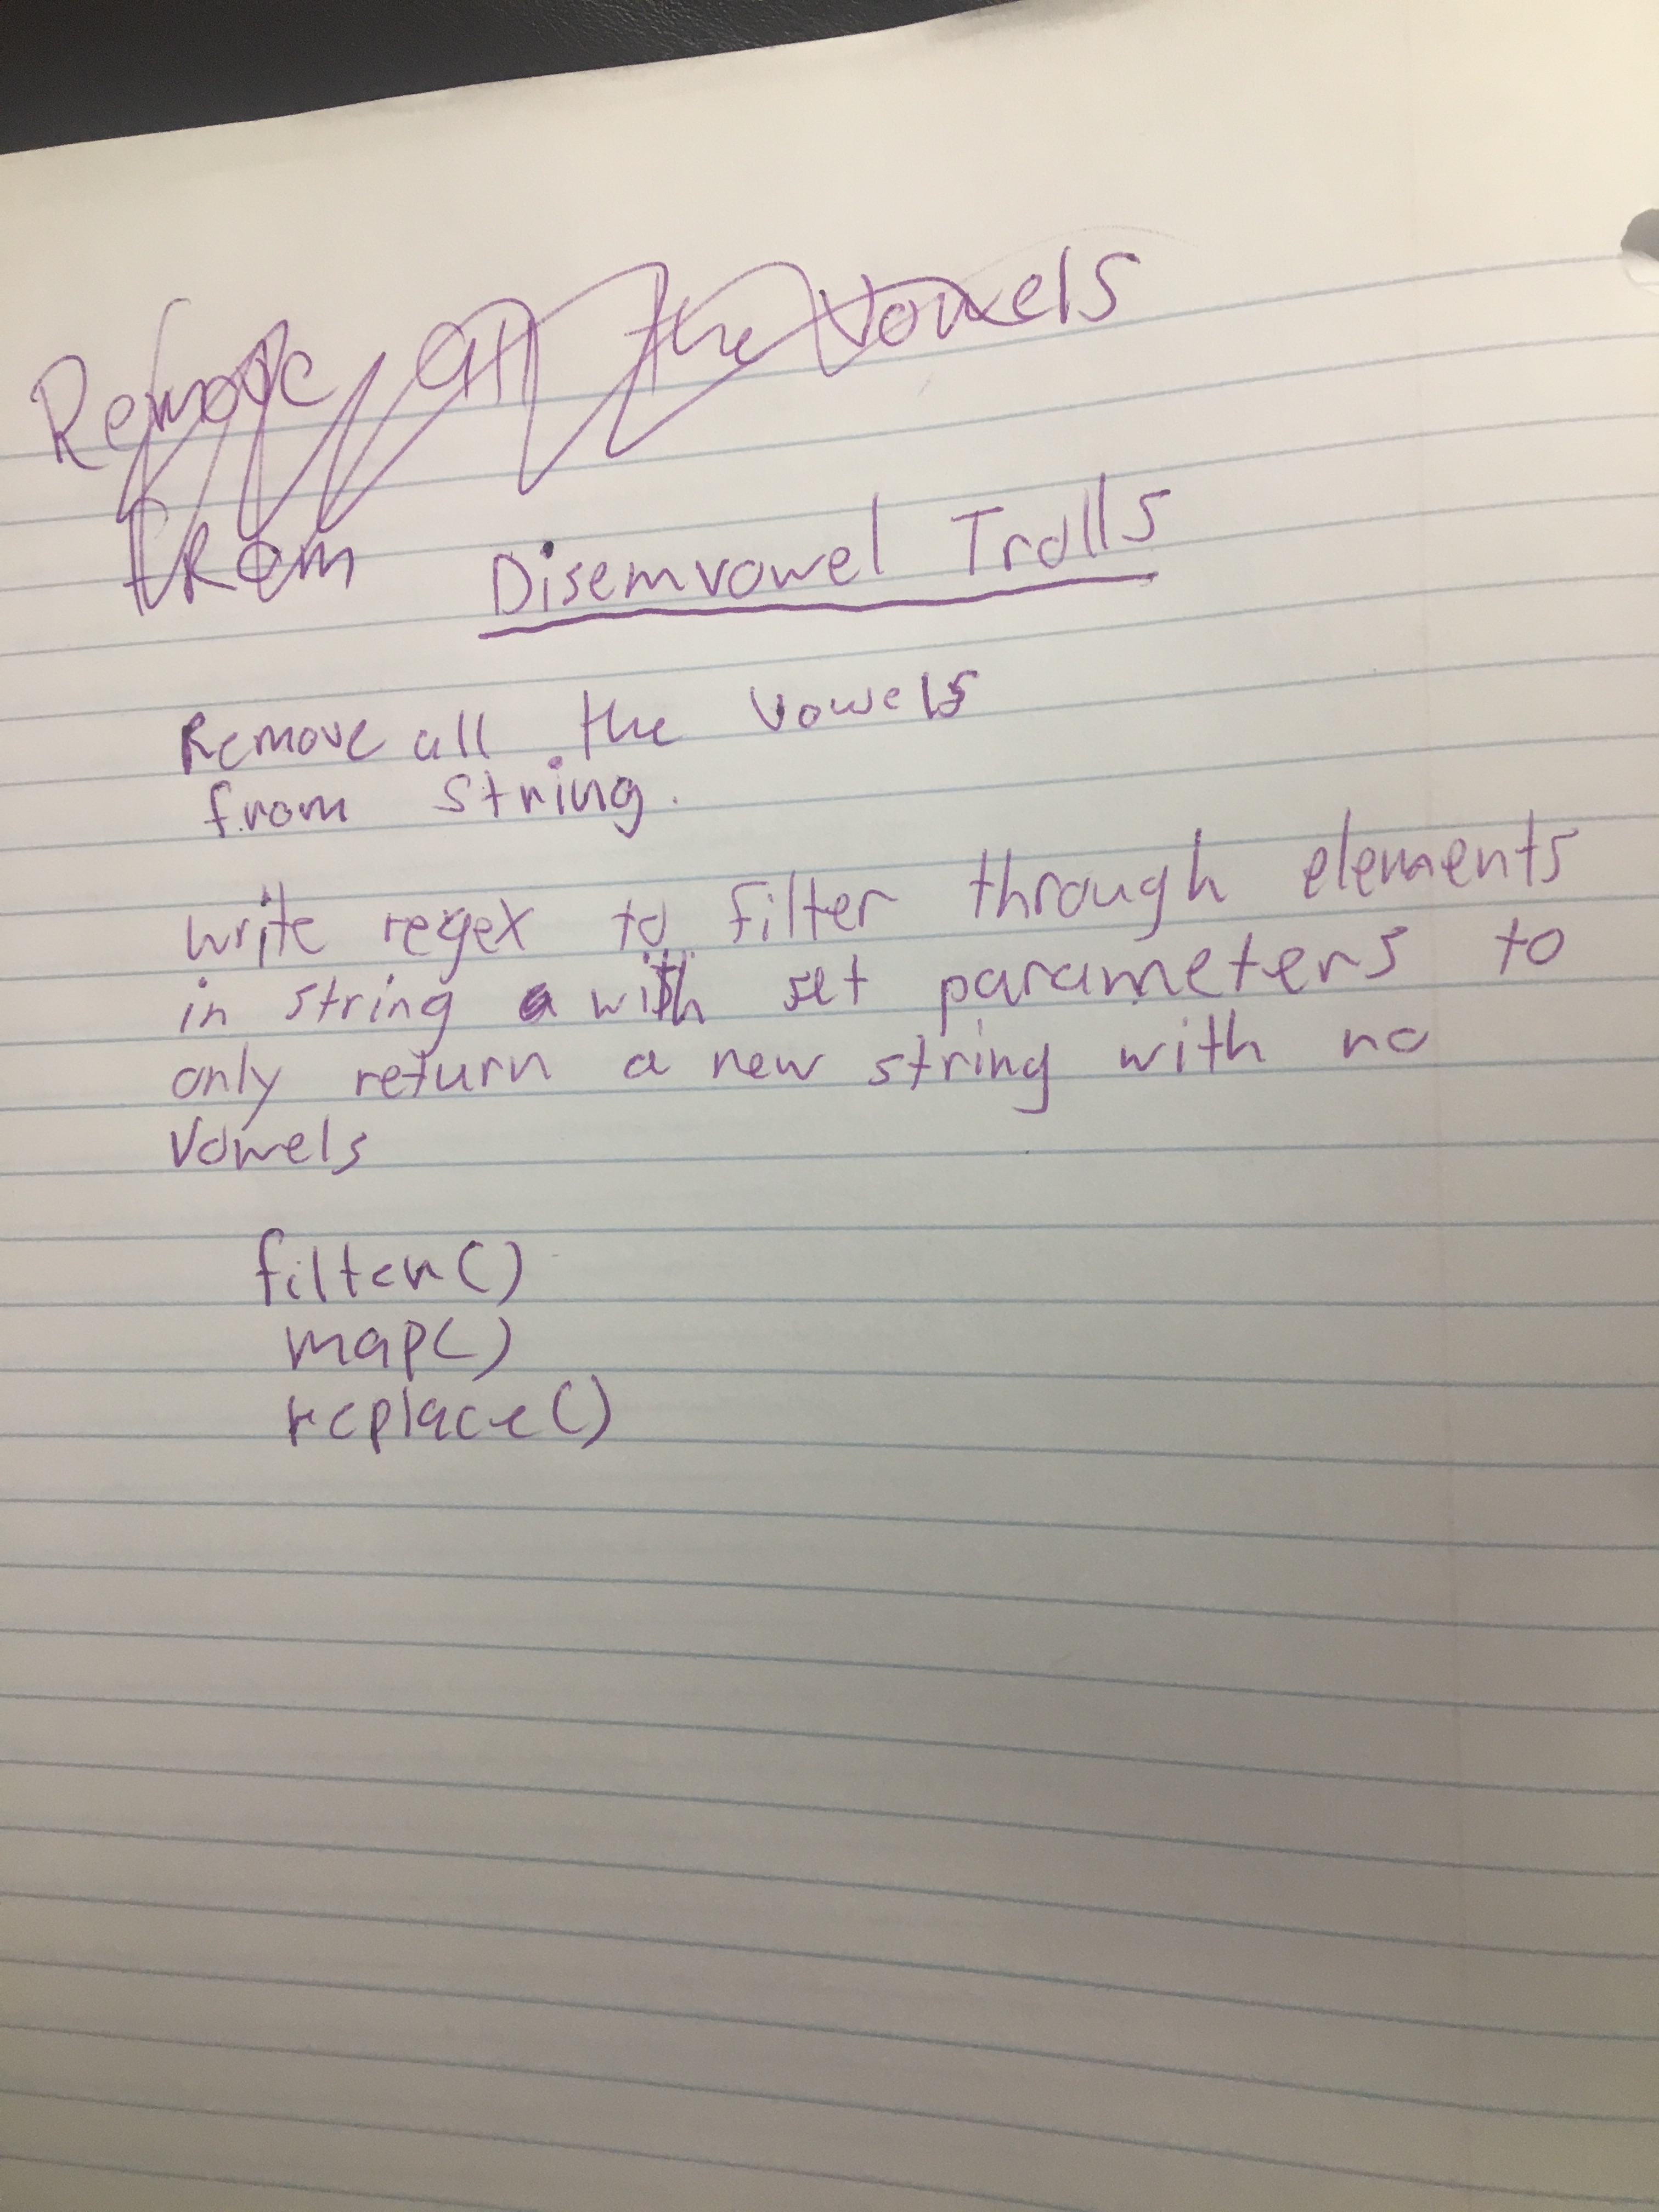 Remove all the Vowels
from
Disemvowel Trolls
Remove all the vowels
from string.
write regex to filter through elements
in string a with set parameters to
only return a new string with no
Vowels
filter()
map()
replace()